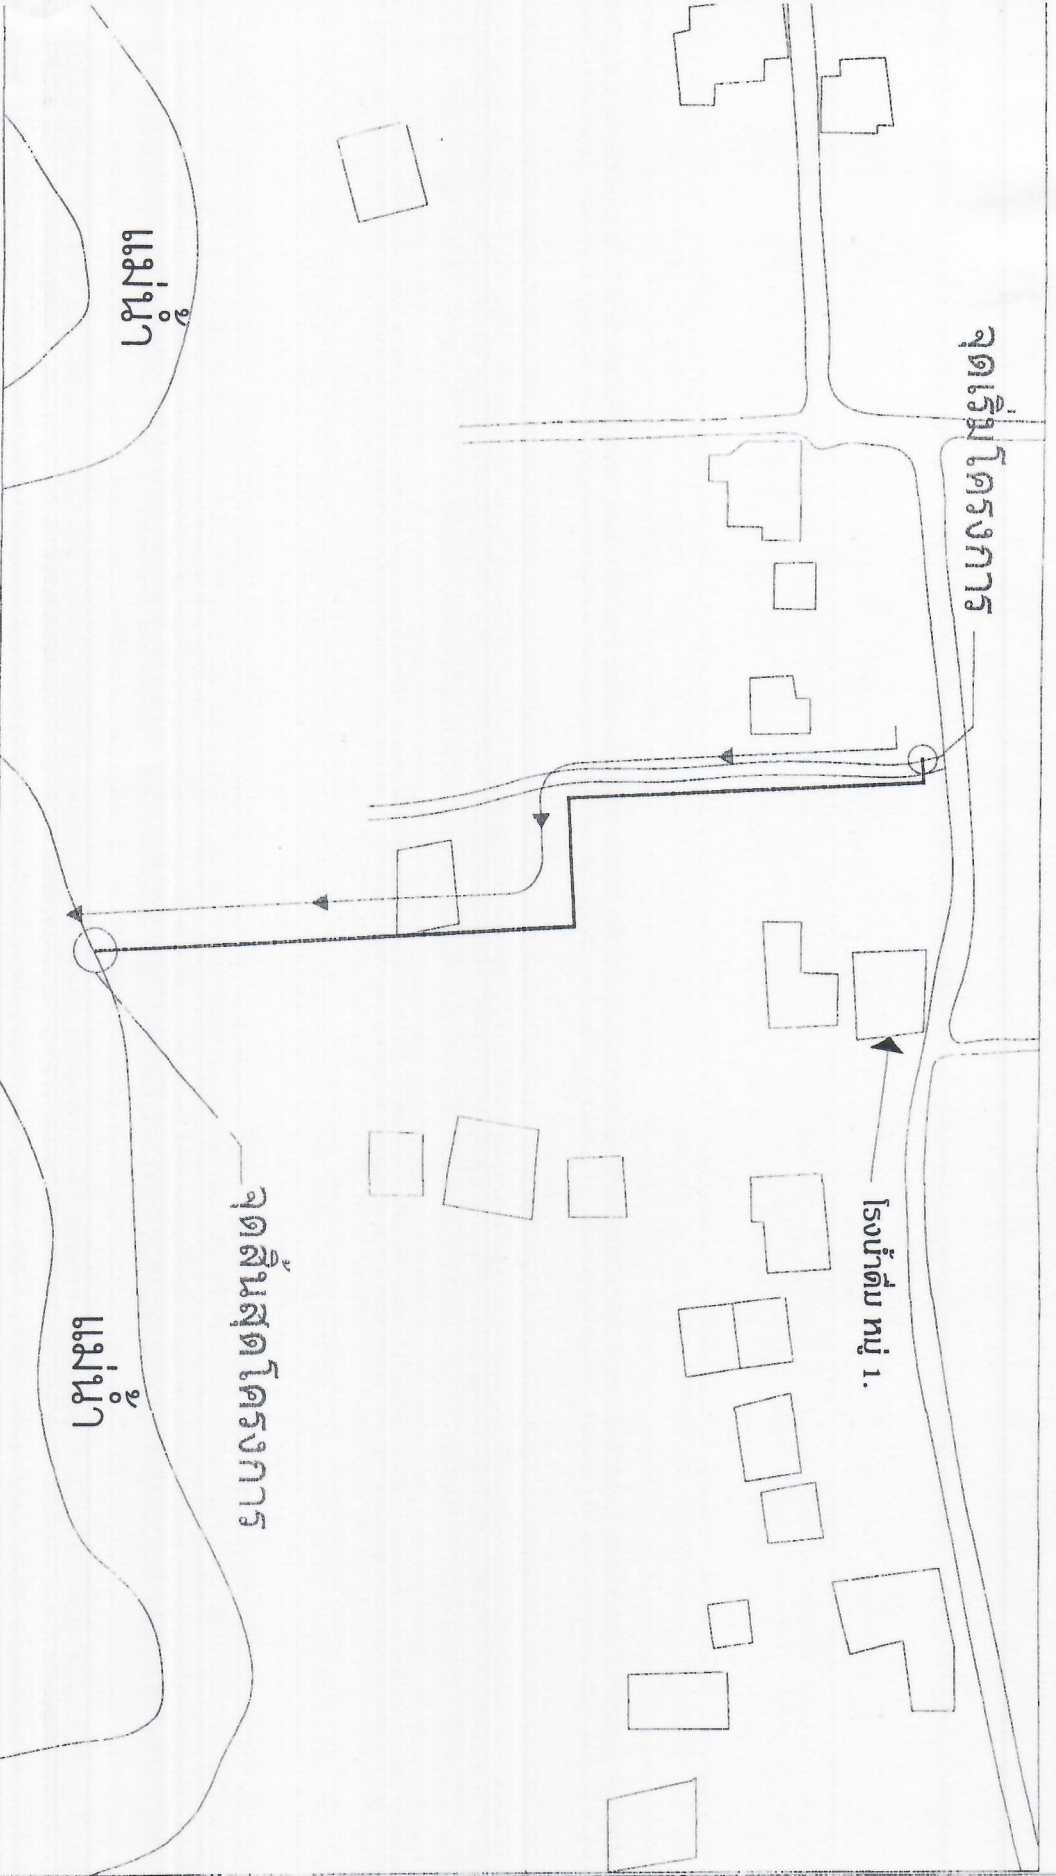 จุดเริ่มโครงการ
โรงน้ำดื่ม หมู่ 1.
จุดสิ้นสุดโครงการ
แม่น้ำ
แม่น้ำ